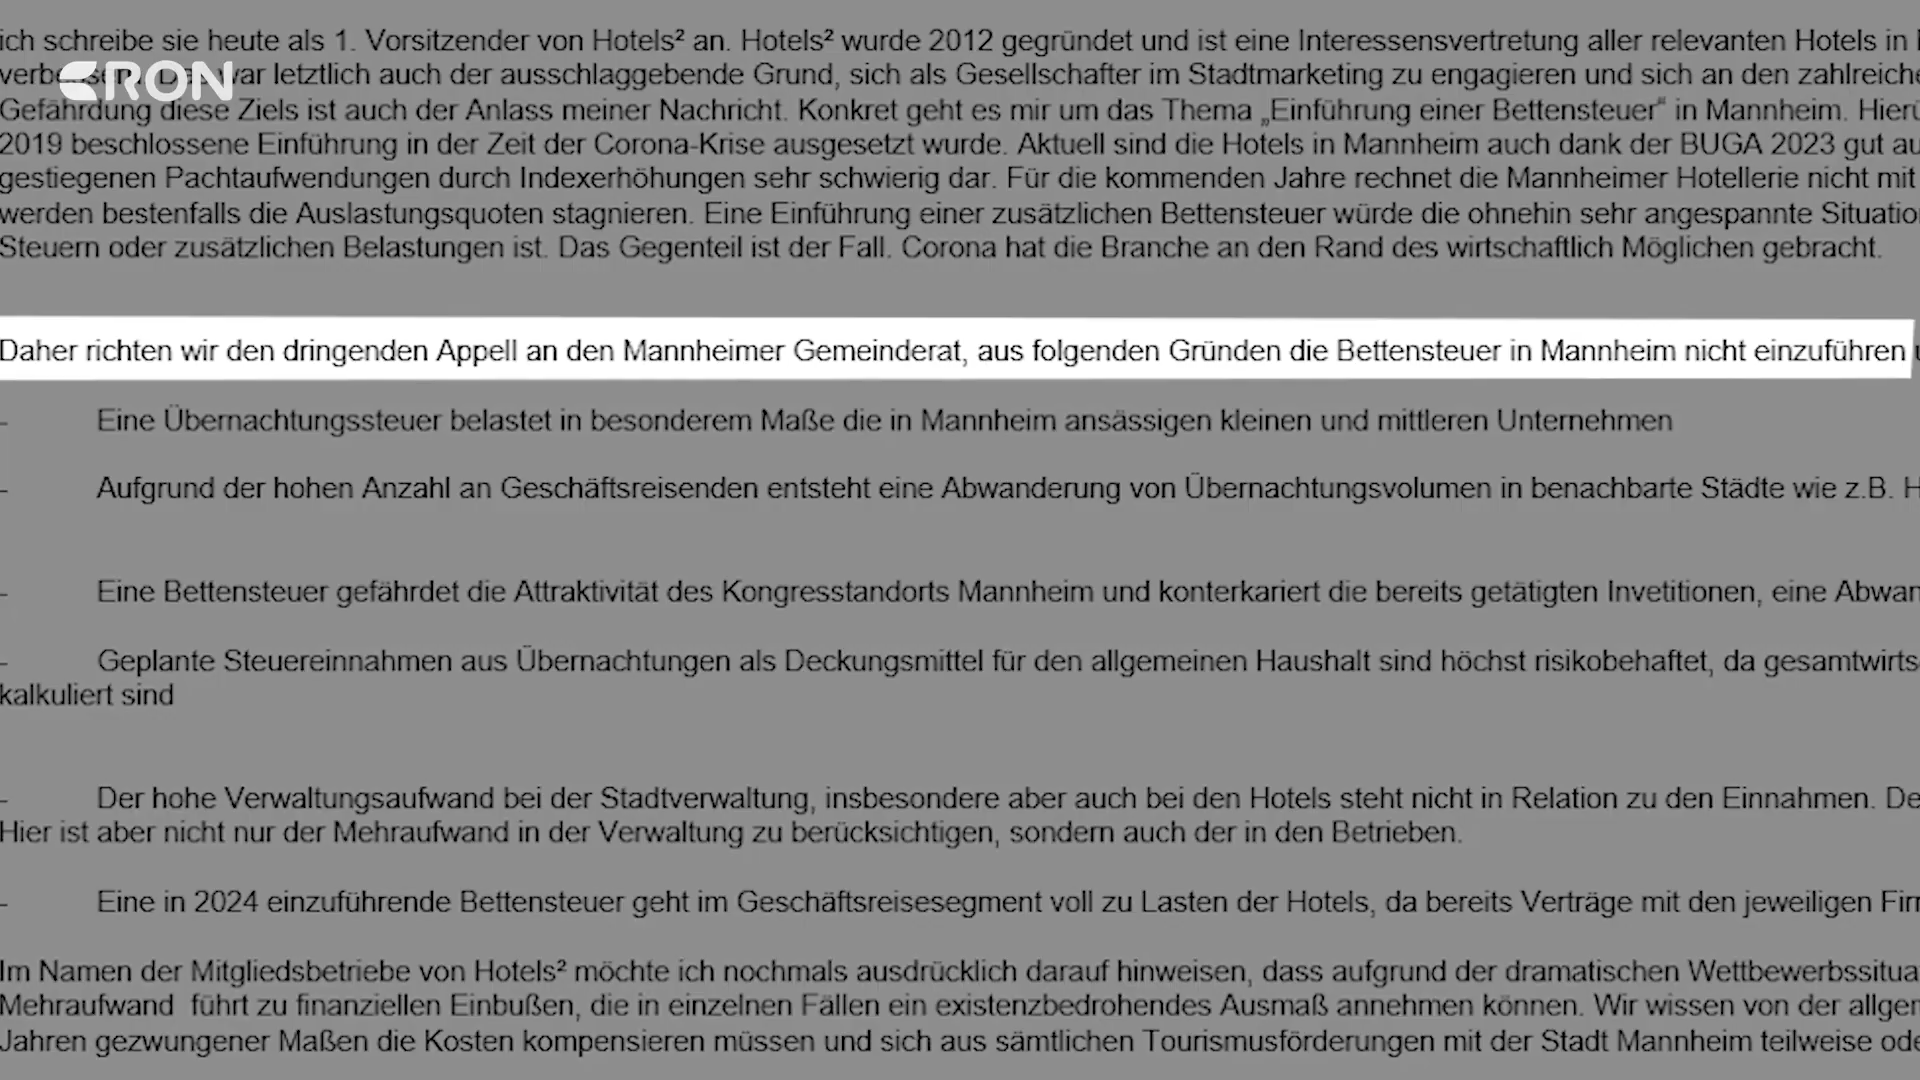 ich schreibe sie heute als 1. Vorsitzender von Hotels² an. Hotels² wurde 2012 gegründet und ist eine Interessensvertretung aller relevanten Hotels in
RON
war letztlich auch der ausschlaggebende Grund, sich als Gesellschafter im Stadtmarketing zu engagieren und sich an den
Gefährdung diese Ziels ist auch der Anlass meiner Nachricht. Konkret geht es mir um das Thema „Einführung einer Bettensteuer“ in Mannheim.
2019 beschlossene Einführung in der Zeit der Corona-Krise ausgesetzt wurde. Aktuell sind die Hotels in Mannheim auch dank der BUGA 2023 gut
gestiegenen Pachtaufwendungen durch Indexerhöhungen sehr schwierig dar. Für die kommenden Jahre rechnet die Mannheimer Hotellerie nicht mit
werden bestenfalls die Auslastungsquoten stagnieren. Eine Einführung einer zusätzlichen Bettensteuer würde die ohnehin sehr angespannte
Steuern oder zusätzlichen Belastungen ist. Das Gegenteil ist der Fall. Corona hat die Branche an den Rand des wirtschaftlich Möglichen gebracht.
Daher richten wir den dringenden Appell an den Mannheimer Gemeinderat, aus folgenden Gründen die Bettensteuer in Mannheim nicht einzuführen
- Eine Übernachtungssteuer belastet in besonderem Maße die in Mannheim ansässigen kleinen und mittleren Unternehmen
- Aufgrund der hohen Anzahl an Geschäftsreisenden entsteht eine Abwanderung von Übernachtungsvolumen in benachbarte Städte wie z.B.
- Eine Bettensteuer gefährdet die Attraktivität des Kongresstandorts Mannheim und konterkariert die bereits getätigten Invetitionen, eine
- Geplante Steuereinnahmen aus Übernachtungen als Deckungsmittel für den allgemeinen Haushalt sind höchst risikobehaftet, da
kalkuliert sind
- Der hohe Verwaltungsaufwand bei der Stadtverwaltung, insbesondere aber auch bei den Hotels steht nicht in Relation zu den Einnahmen.
Hier ist aber nicht nur der Mehraufwand in der Verwaltung zu berücksichtigen, sondern auch der in den Betrieben.
- Eine in 2024 einzuführende Bettensteuer geht im Geschäftsreisesegment voll zu Lasten der Hotels, da bereits Verträge mit den jeweiligen
Im Namen der Mitgliedsbetriebe von Hotels² möchte ich nochmals ausdrücklich darauf hinweisen, dass aufgrund der dramatischen
Mehraufwand führt zu finanziellen Einbußen, die in einzelnen Fällen ein existenzbedrohendes Ausmaß annehmen können. Wir wissen von der
Jahren gezwungener Maßen die Kosten kompensieren müssen und sich aus sämtlichen Tourismusförderungen mit der Stadt Mannheim teilweise